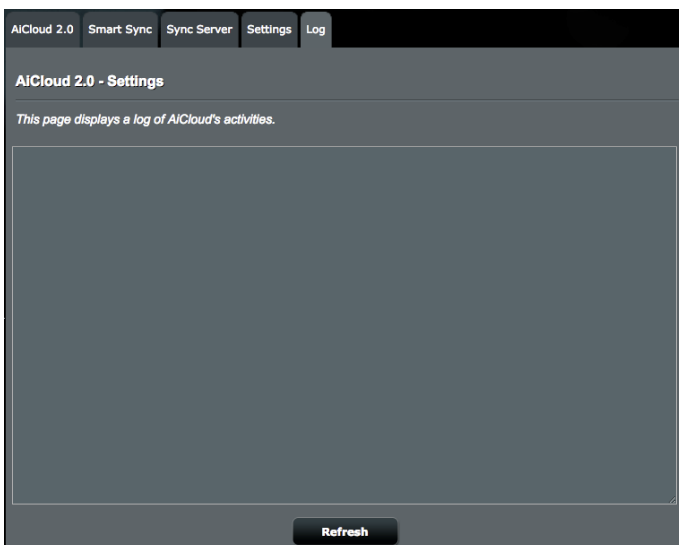 AiCloud 2.0 Smart Sync Sync Server Settings Log
AiCloud 2.0 - Settings
This page displays a log of AiCloud's activities.
Refresh